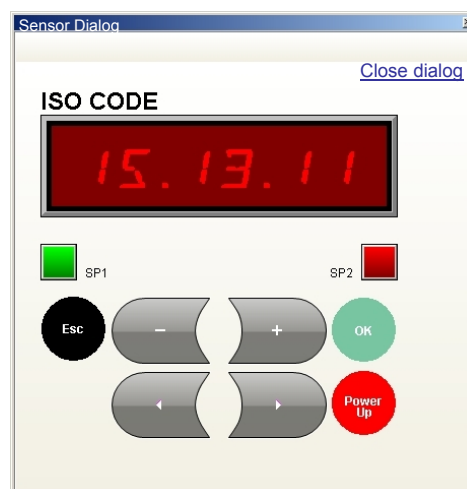 Sensor Dialog
Close dialog
ISO CODE
15.13.11
SP1
SP2
Esc
−
+
OK
Power
Up